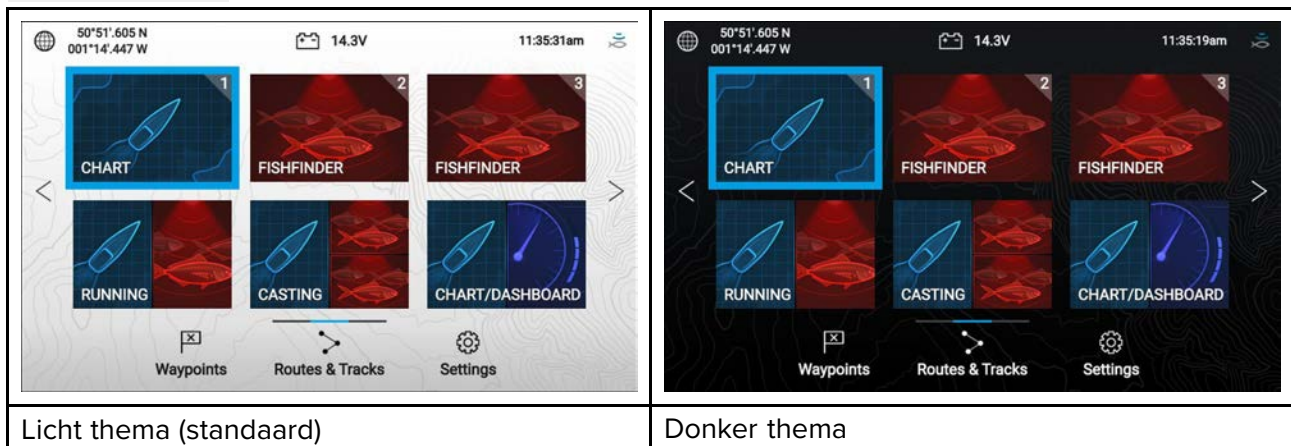 50°51'.605 N
001°14'.447 W
14.3V
11:35:31am
1
2
3
CHART
FISHFINDER
FISHFINDER
RUNNING
CASTING
CHART/DASHBOARD
Waypoints
Routes & Tracks
Settings
Licht thema (standaard)
50°51'.605 N
001°14'.447 W
14.3V
11:35:19am
1
2
3
CHART
FISHFINDER
FISHFINDER
RUNNING
CASTING
CHART/DASHBOARD
Waypoints
Routes & Tracks
Settings
Donker thema